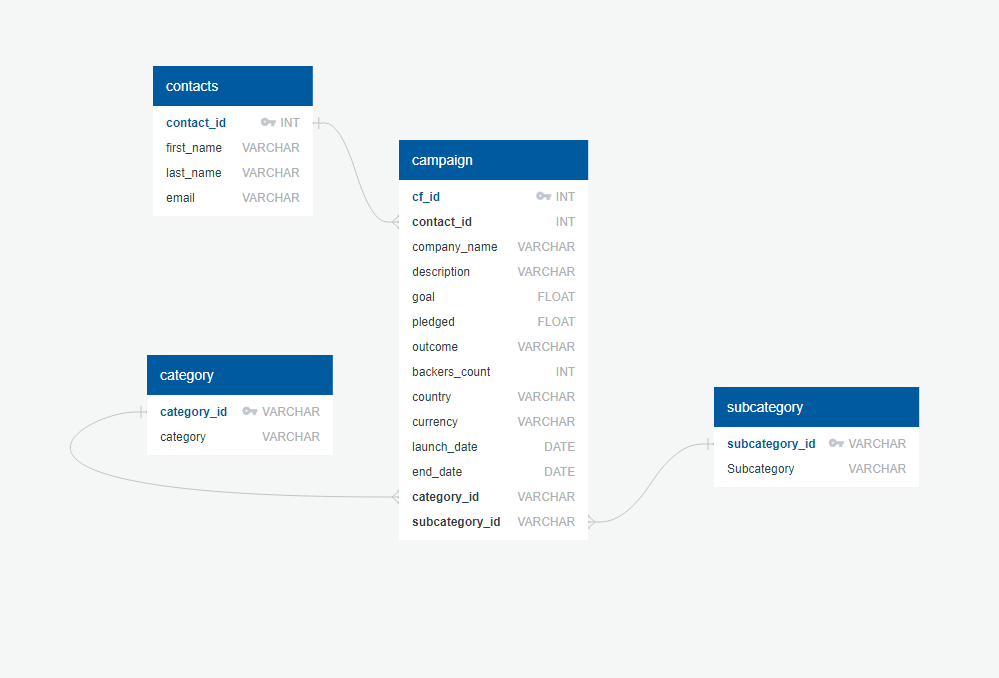 contacts
contact_id INT
first_name VARCHAR
last_name VARCHAR
email VARCHAR
campaign
cf_id INT
contact_id INT
company_name VARCHAR
description VARCHAR
goal FLOAT
pledged FLOAT
outcome VARCHAR
backers_count INT
country VARCHAR
currency VARCHAR
launch_date DATE
end_date DATE
category_id VARCHAR
subcategory_id VARCHAR
category
category_id VARCHAR
category VARCHAR
subcategory
subcategory_id VARCHAR
Subcategory VARCHAR